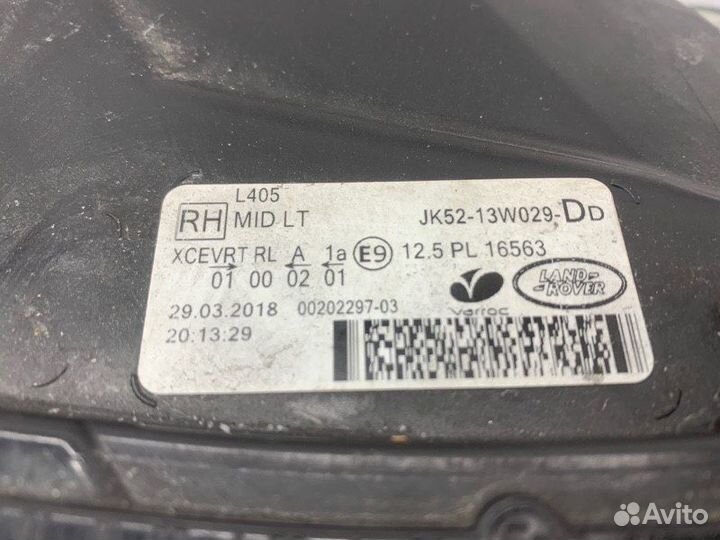 L405
RH MID LT JK52-13W029-DD
XCEVRT RL A 1a E9 12.5 PL 16563
01 00 02 01
29.03.2018 00202297-03
20:13:29
varroc
LAND-
-ROVER
Avito